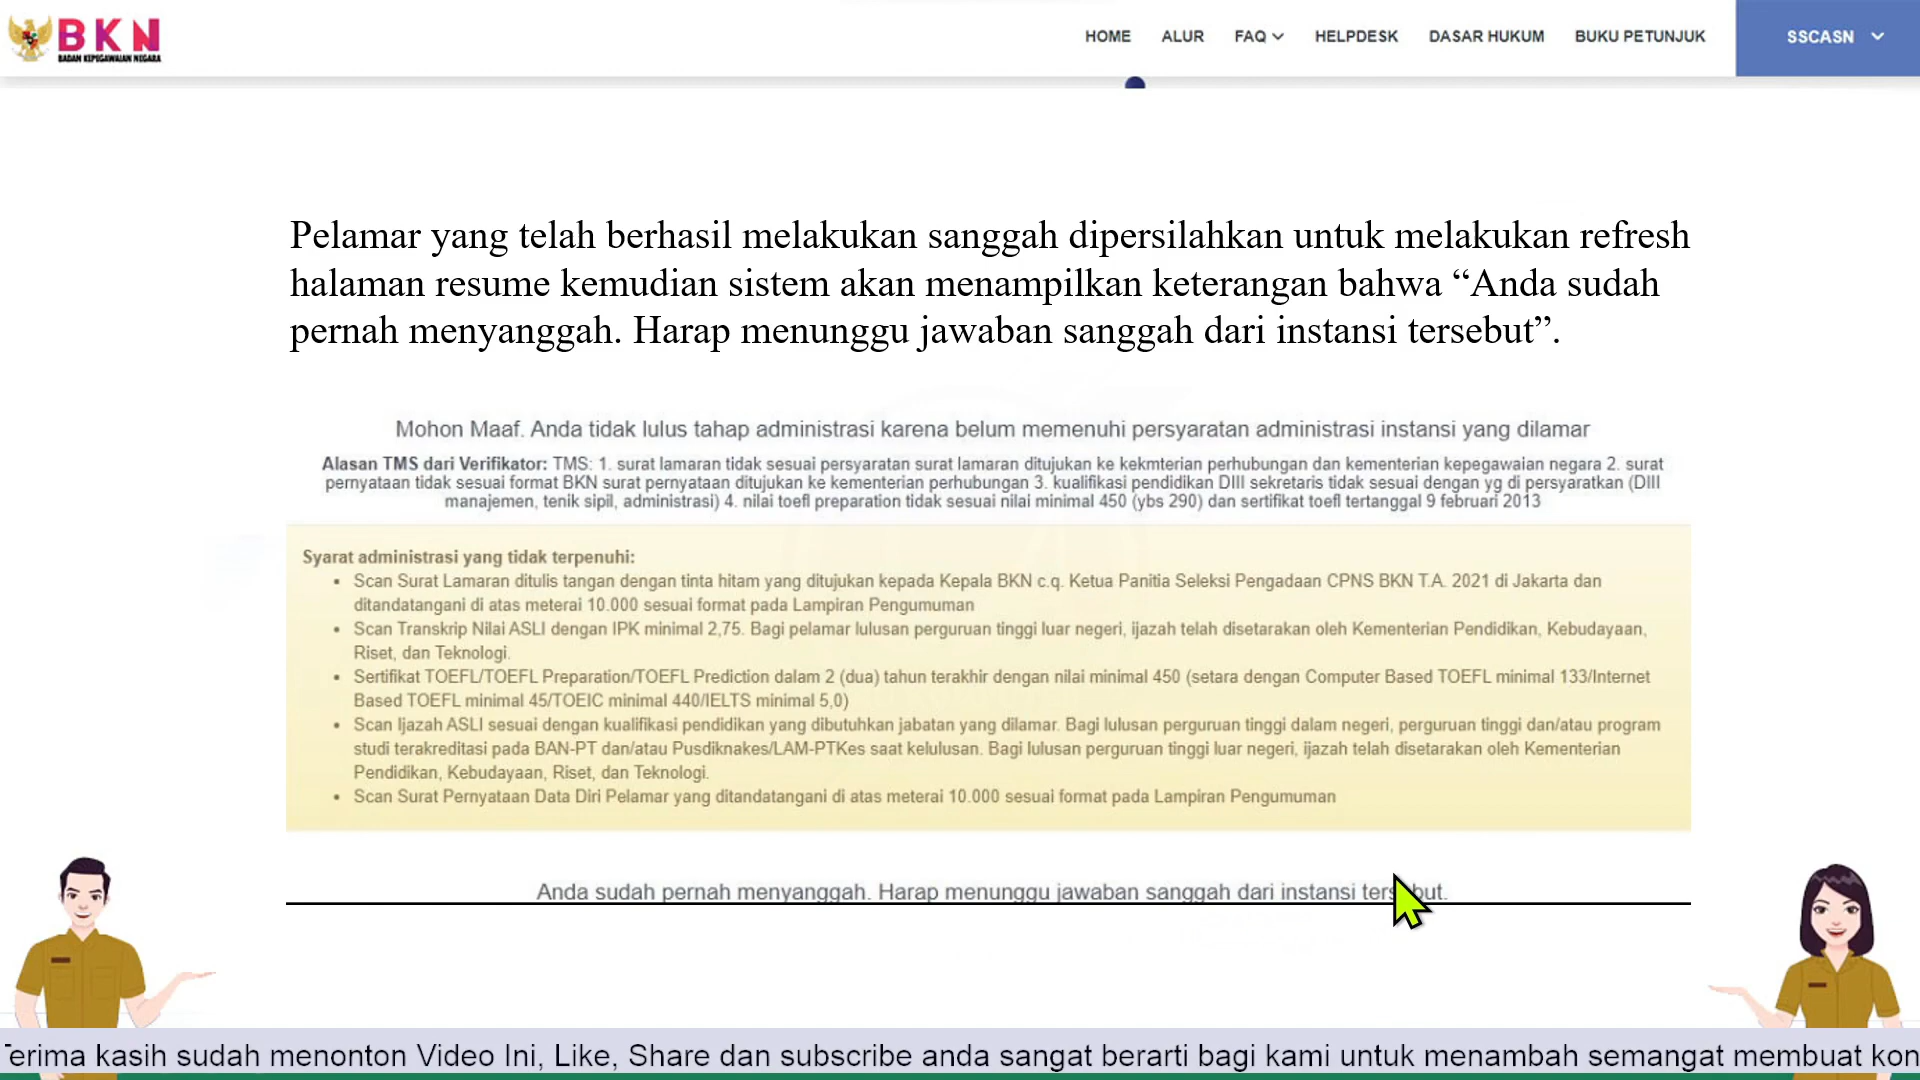 BKN
BADAN KEPEGAWAIAN NEGARA
HOME ALUR FAQ HELPDESK DASAR HUKUM BUKU PETUNJUK SSCASN
Pelamar yang telah berhasil melakukan sanggah dipersilahkan untuk melakukan refresh
halaman resume kemudian sistem akan menampilkan keterangan bahwa “Anda sudah
pernah menyanggah. Harap menunggu jawaban sanggah dari instansi tersebut”.
Mohon Maaf. Anda tidak lulus tahap administrasi karena belum memenuhi persyaratan administrasi instansi yang dilamar
Alasan TMS dari Verifikator: TMS: 1. surat lamaran tidak sesuai persyaratan surat lamaran ditujukan ke kekmterian perhubungan dan kementerian kepegawaian negara 2. surat
pernyataan tidak sesuai format BKN surat pernyataan ditujukan ke kementerian perhubungan 3. kualifikasi pendidikan DIII sekretaris tidak sesuai dengan yg di persyaratkan (DIII
manajemen, tenik sipil, administrasi) 4. nilai toefl preparation tidak sesuai nilai minimal 450 (ybs 290) dan sertifikat toefl tertanggal 9 februari 2013
Syarat administrasi yang tidak terpenuhi:
• Scan Surat Lamaran ditulis tangan dengan tinta hitam yang ditujukan kepada Kepala BKN c.q. Ketua Panitia Seleksi Pengadaan CPNS BKN T.A. 2021 di Jakarta dan
ditandatangani di atas meterai 10.000 sesuai format pada Lampiran Pengumuman
• Scan Transkrip Nilai ASLI dengan IPK minimal 2,75. Bagi pelamar lulusan perguruan tinggi luar negeri, ijazah telah disetarakan oleh Kementerian Pendidikan, Kebudayaan,
Riset, dan Teknologi.
• Sertifikat TOEFL/TOEFL Preparation/TOEFL Prediction dalam 2 (dua) tahun terakhir dengan nilai minimal 450 (setara dengan Computer Based TOEFL minimal 133/Internet
Based TOEFL minimal 45/TOEIC minimal 440/IELTS minimal 5,0)
• Scan Ijazah ASLI sesuai dengan kualifikasi pendidikan yang dibutuhkan jabatan yang dilamar. Bagi lulusan perguruan tinggi dalam negeri, perguruan tinggi dan/atau program
studi terakreditasi pada BAN-PT dan/atau Pusdiknakes/LAM-PTKes saat kelulusan. Bagi lulusan perguruan tinggi luar negeri, ijazah telah disetarakan oleh Kementerian
Pendidikan, Kebudayaan, Riset, dan Teknologi.
• Scan Surat Pernyataan Data Diri Pelamar yang ditandatangani di atas meterai 10.000 sesuai format pada Lampiran Pengumuman
Anda sudah pernah menyanggah. Harap menunggu jawaban sanggah dari instansi tersebut.
Terima kasih sudah menonton Video Ini, Like, Share dan subscribe anda sangat berarti bagi kami untuk menambah semangat membuat kon